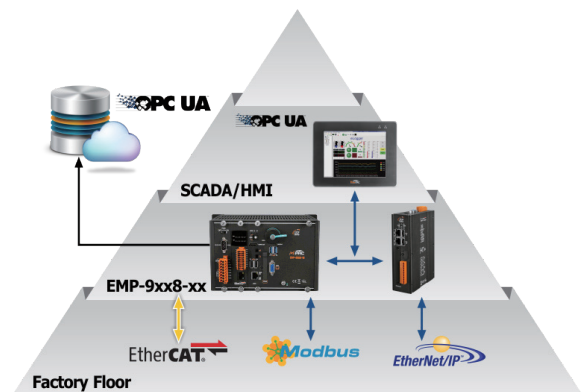 OPC UA
OPC UA
SCADA/HMI
EMP-9xx8-xx
EtherCAT
Modbus
EtherNet/IP
Factory Floor